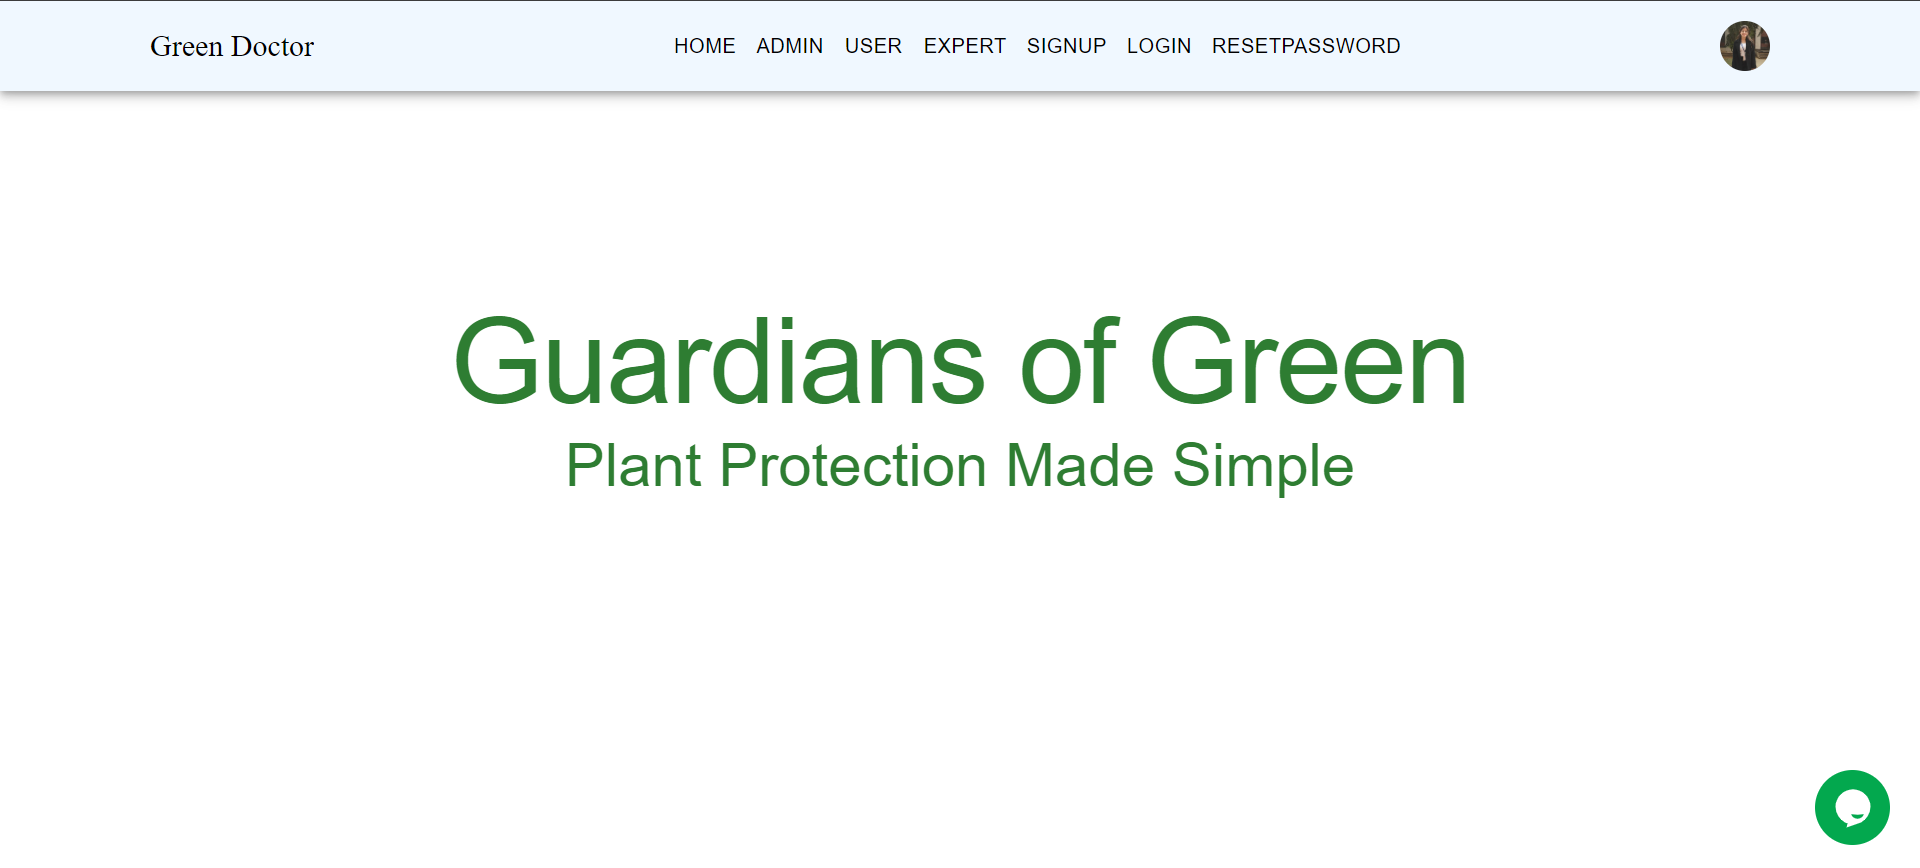 Green Doctor
HOME ADMIN USER EXPERT SIGNUP LOGIN RESETPASSWORD
Guardians of Green
Plant Protection Made Simple